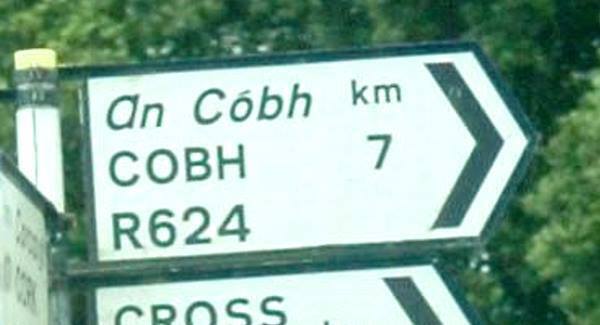 An Cóbh km
COBH 7
R624
CROSS